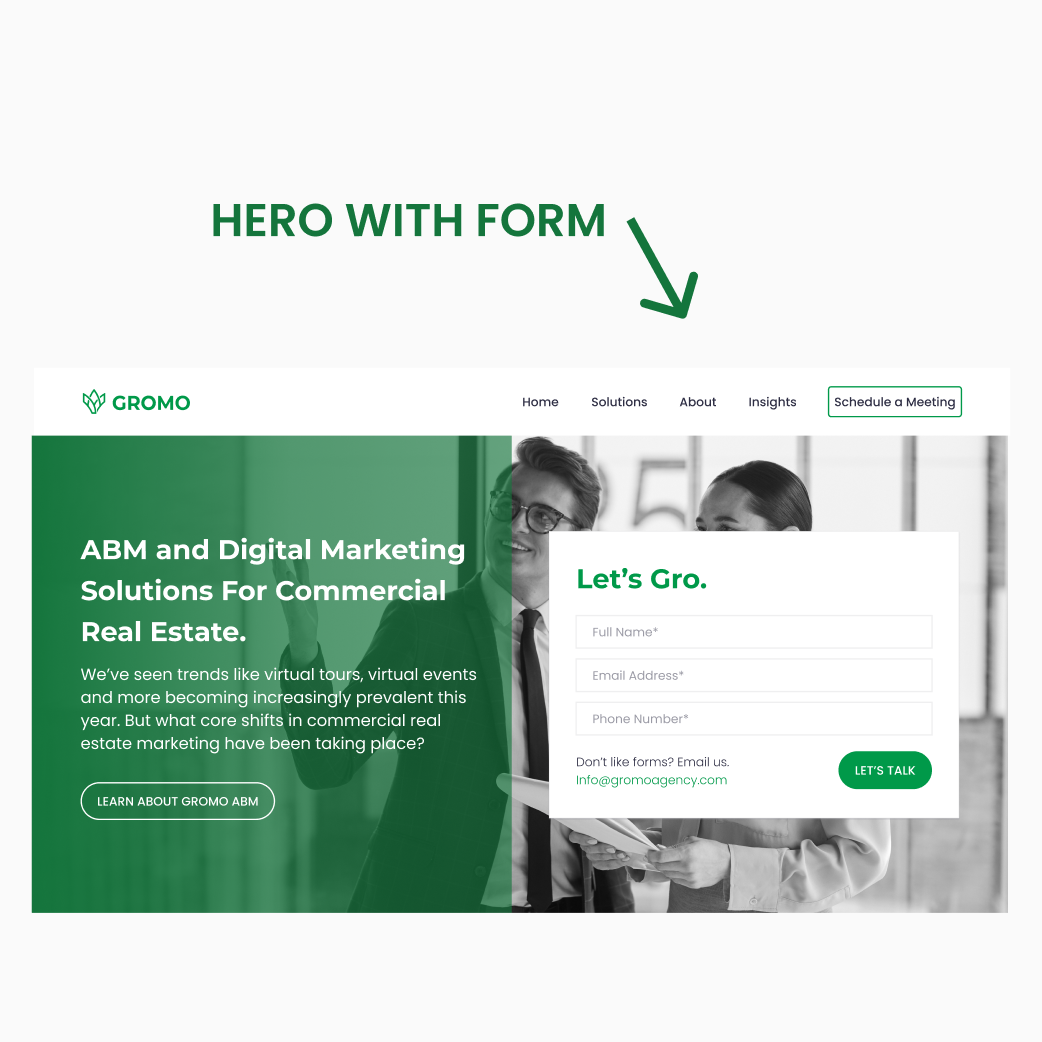 HERO WITH FORM
GROMO
Home Solutions About Insights Schedule a Meeting
ABM and Digital Marketing
Solutions For Commercial
Real Estate.
We’ve seen trends like virtual tours, virtual events
and more becoming increasingly prevalent this
year. But what core shifts in commercial real
estate marketing have been taking place?
LEARN ABOUT GROMO ABM
25
Let’s Gro.
Full Name*
Email Address*
Phone Number*
Don’t like forms? Email us.
Info@gromoagency.com
LET’S TALK